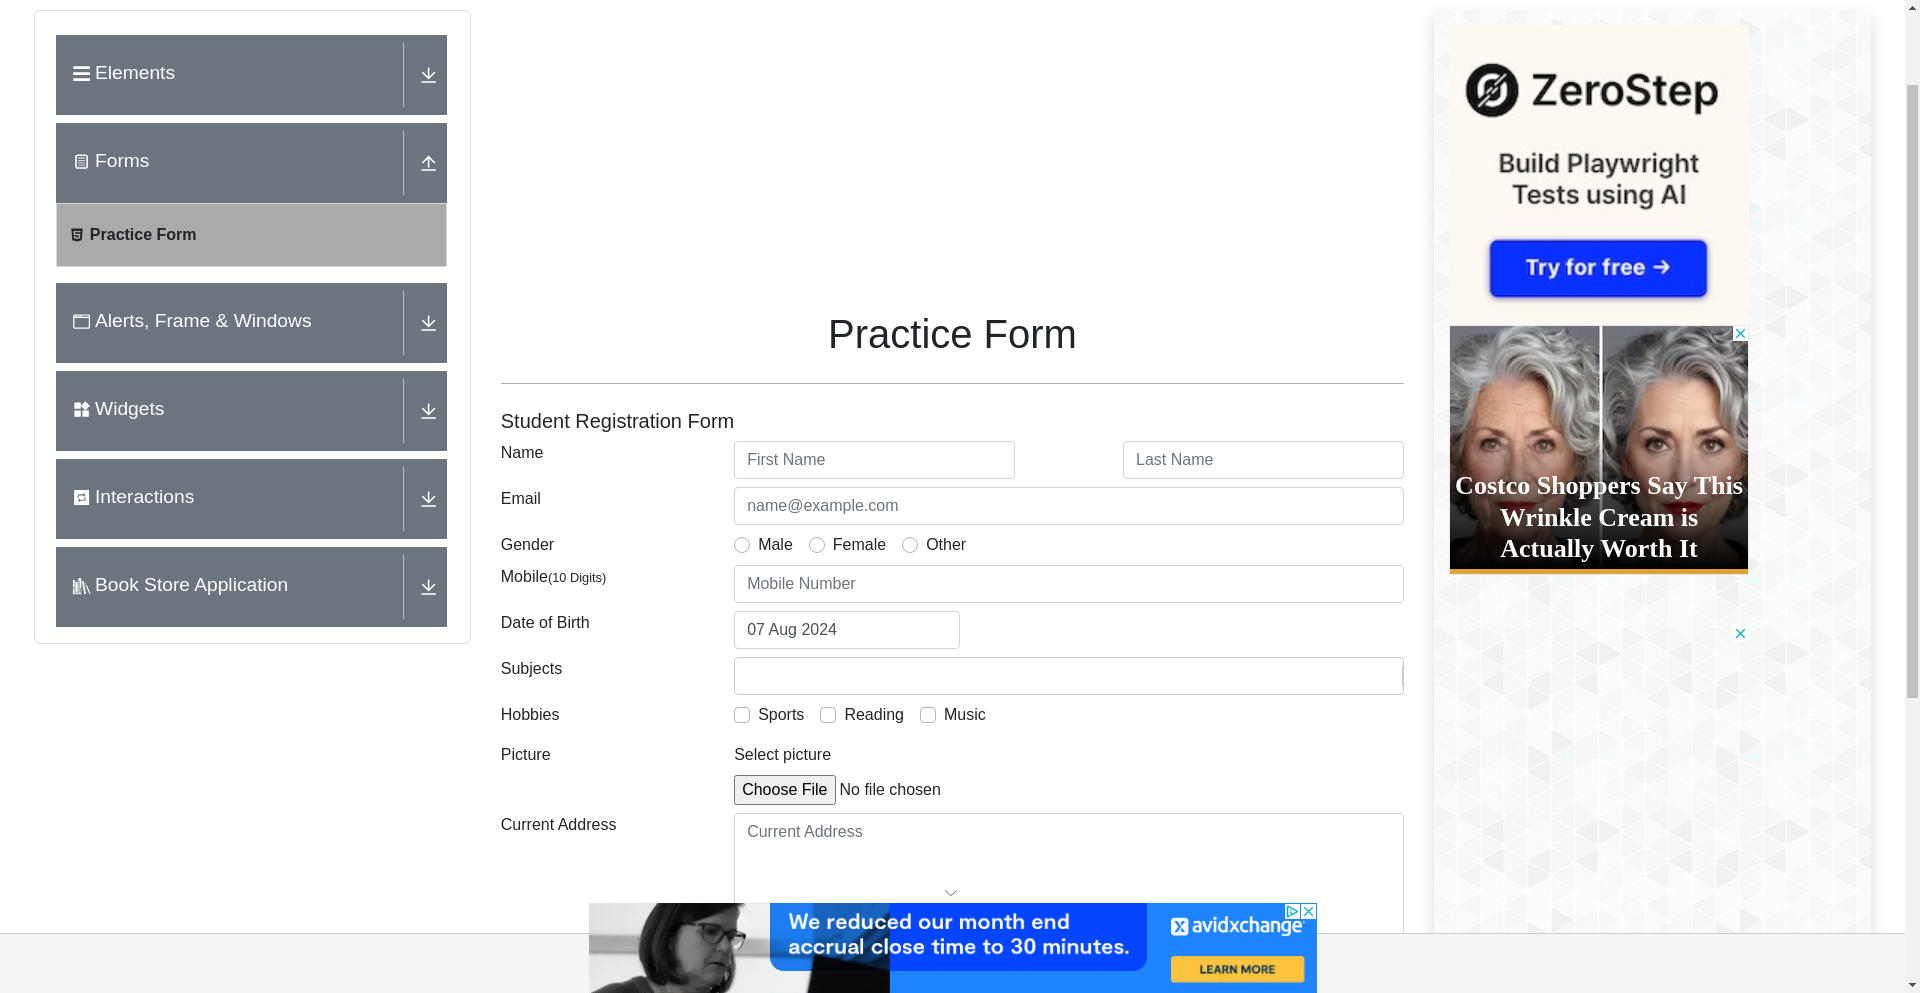 Elements
Forms
Practice Form
Alerts, Frame & Windows
Widgets
Interactions
Book Store Application
Practice Form
Student Registration Form
Name
First Name
Last Name
Email
name@example.com
Gender
Male
Female
Other
Mobile(10 Digits)
Mobile Number
Date of Birth
07 Aug 2024
Subjects
Hobbies
Sports
Reading
Music
Picture
Select picture
Choose File No file chosen
Current Address
Current Address
ZeroStep
Build Playwright
Tests using AI
Try for free →
Costco Shoppers Say This
Wrinkle Cream is
Actually Worth It
We reduced our month end
accrual close time to 30 minutes.
avidxchange
LEARN MORE